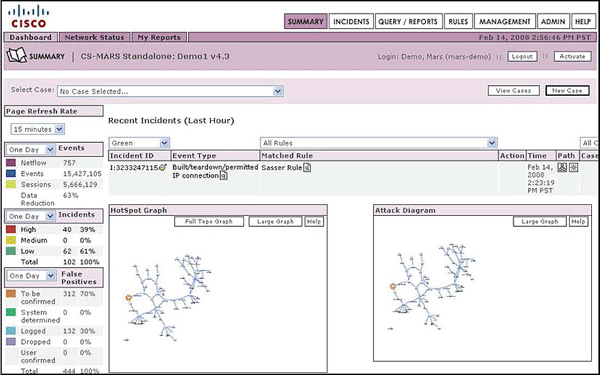 CISCO
SUMMARY INCIDENTS QUERY / REPORTS RULES MANAGEMENT ADMIN HELP
Dashboard Network Status My Reports Feb 14, 2008 2:56:46 PM PST
SUMMARY CS-MARS Standalone: Demo1 v4.3 Login: Demo, Mars (mars-demo) :: Logout :: Activate
Select Case: No Case Selected... View Cases New Case
Page Refresh Rate
15 minutes
Recent Incidents (Last Hour)
Green All Rules All
Incident ID Event Type Matched Rule Action Time Path Case
I:3233247115 Built/teardown/permitted IP connection Sasser Rule Feb 14, 2008 2:23:19 PM PST
One Day Events
Netflow 757
Events 15,427,105
Sessions 5,666,129
Data Reduction 63%
One Day Incidents
High 40 39%
Medium 0 0%
Low 62 61%
Total 102 100%
One Day False Positives
To be confirmed 312 70%
System determined 0 0%
Logged 132 30%
Dropped 0 0%
User confirmed 0 0%
Total 444 100%
HotSpot Graph
Full Topo Graph Large Graph Help
Attack Diagram
Large Graph Help